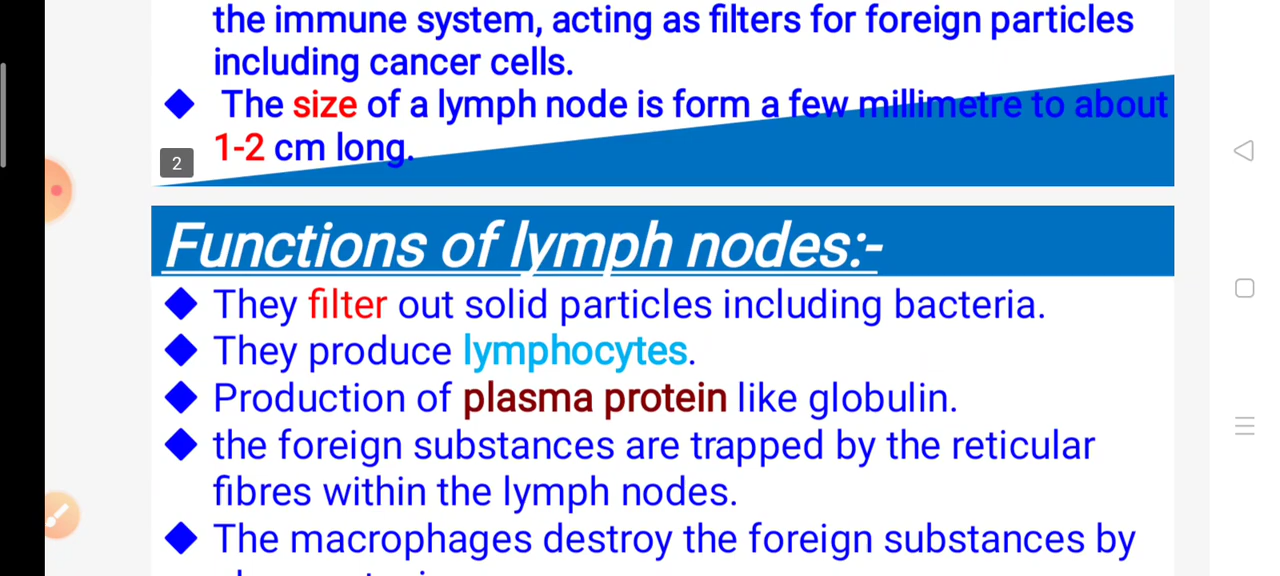 the immune system, acting as filters for foreign particles
including cancer cells.
The size of a lymph node is form a few millimetre to about
1-2 cm long.
2
Functions of lymph nodes:-
They filter out solid particles including bacteria.
They produce lymphocytes.
Production of plasma protein like globulin.
the foreign substances are trapped by the reticular
fibres within the lymph nodes.
The macrophages destroy the foreign substances by